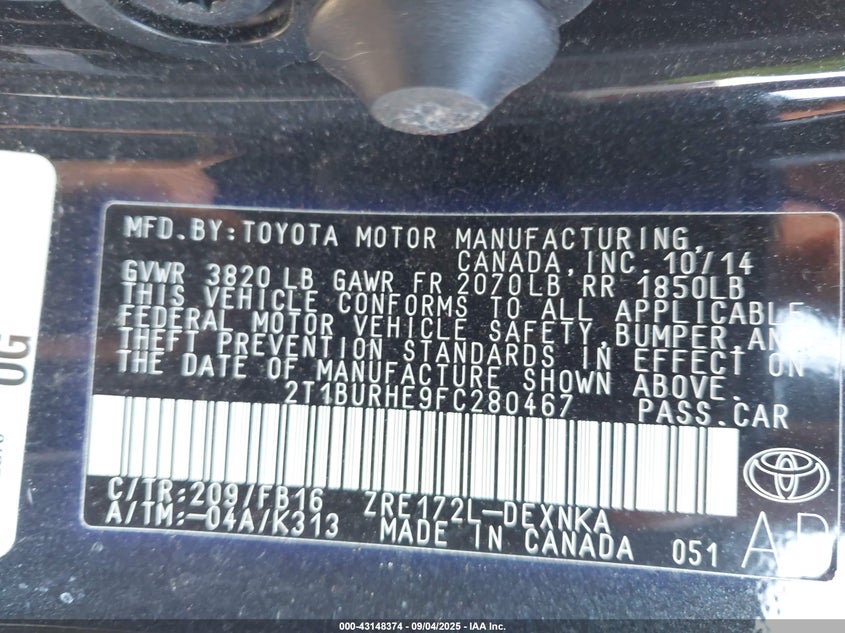 MFD.BY:TOYOTA MOTOR MANUFACTURING,
CANADA,INC. 10/14
GVWR 3820 LB GAWR FR 2070LB RR 1850LB
THIS VEHICLE CONFORMS TO ALL APPLICABLE
FEDERAL MOTOR VEHICLE SAFETY,BUMPER,AND
THEFT PREVENTION STANDARDS IN EFFECT ON
THE DATE OF MANUFACTURE SHOWN ABOVE.
2T1BURHE9FC280467 PASS.CAR
C/TR:209/FB16 ZRE172L-DEXNKA
A/TM:-04A/K313 MADE IN CANADA 051
OG
000-43148374 - 09/04/2025 - IAA Inc.